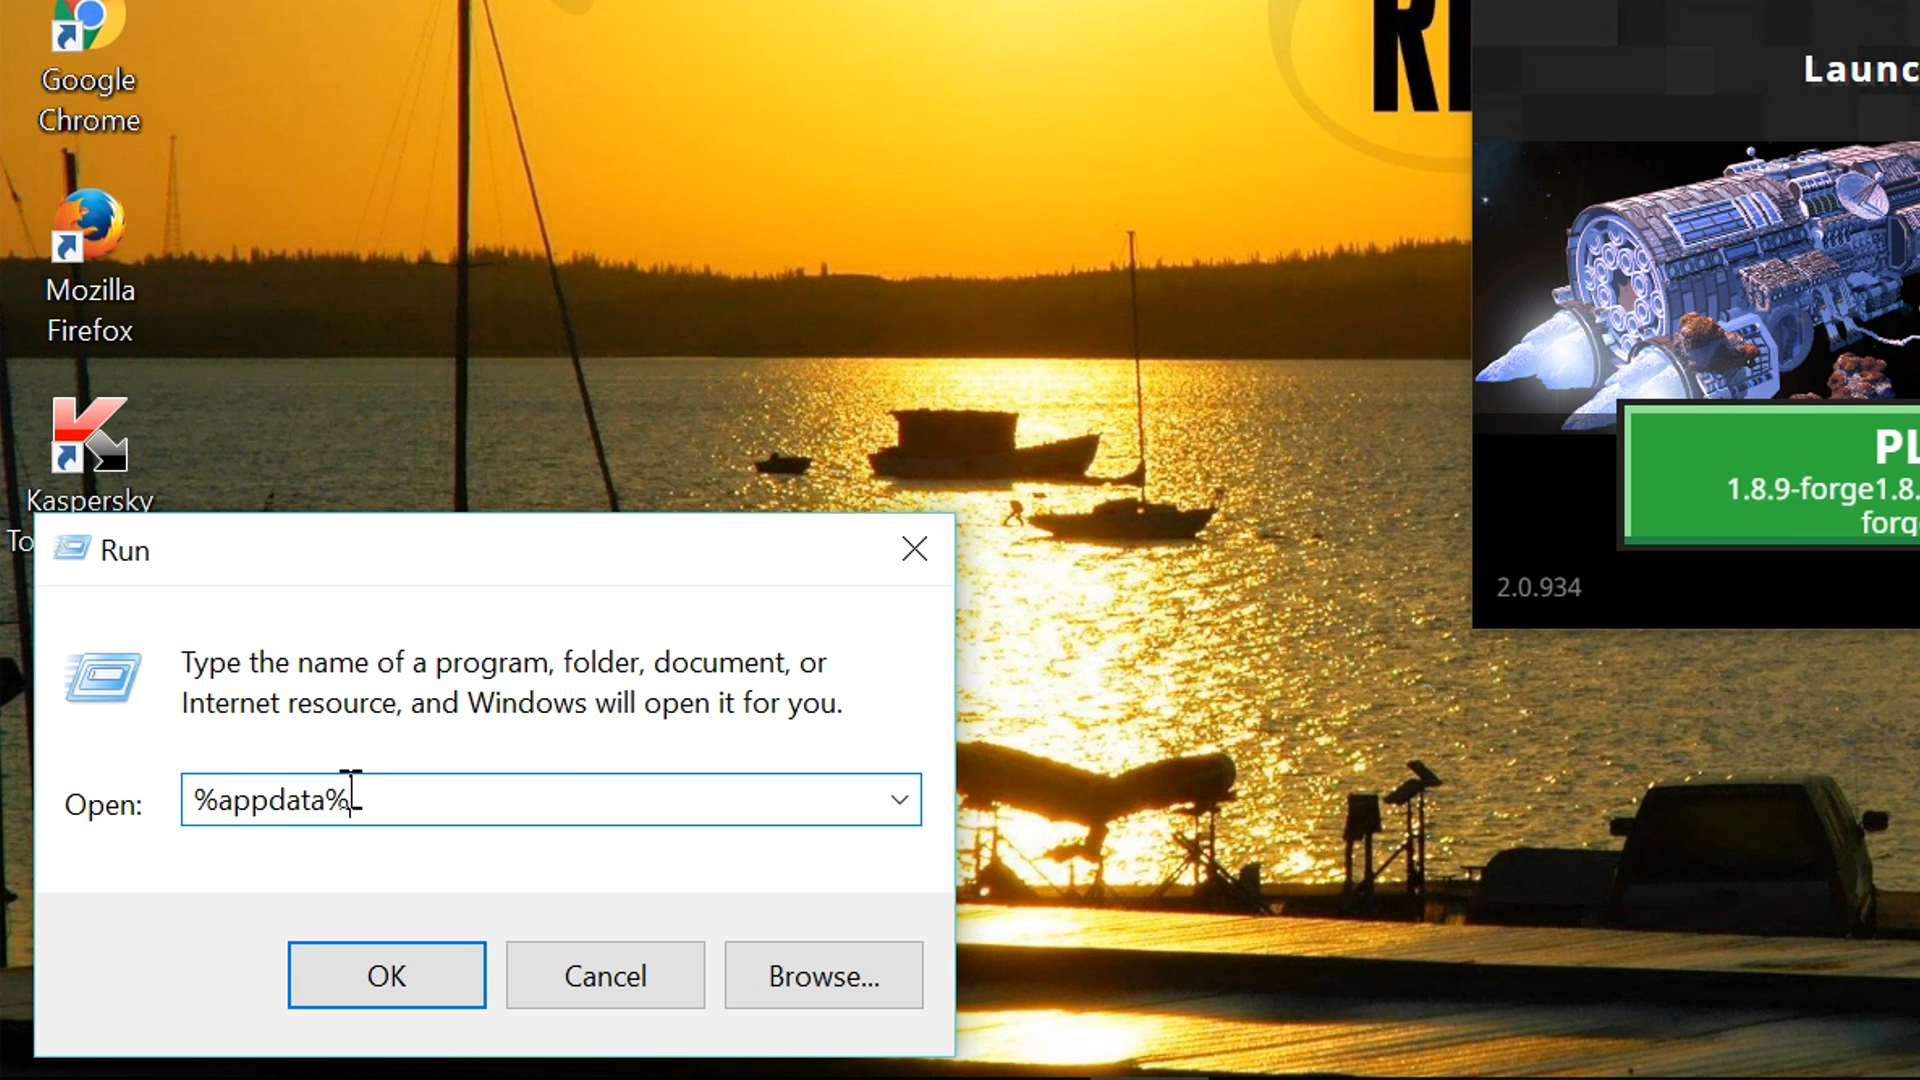 Google
Chrome
Mozilla
Firefox
Kaspersky
To
Run
Type the name of a program, folder, document, or
Internet resource, and Windows will open it for you.
Open:
%appdata%
OK
Cancel
Browse...
RI
Launc
PL
1.8.9-forge1.8.
forg
2.0.934